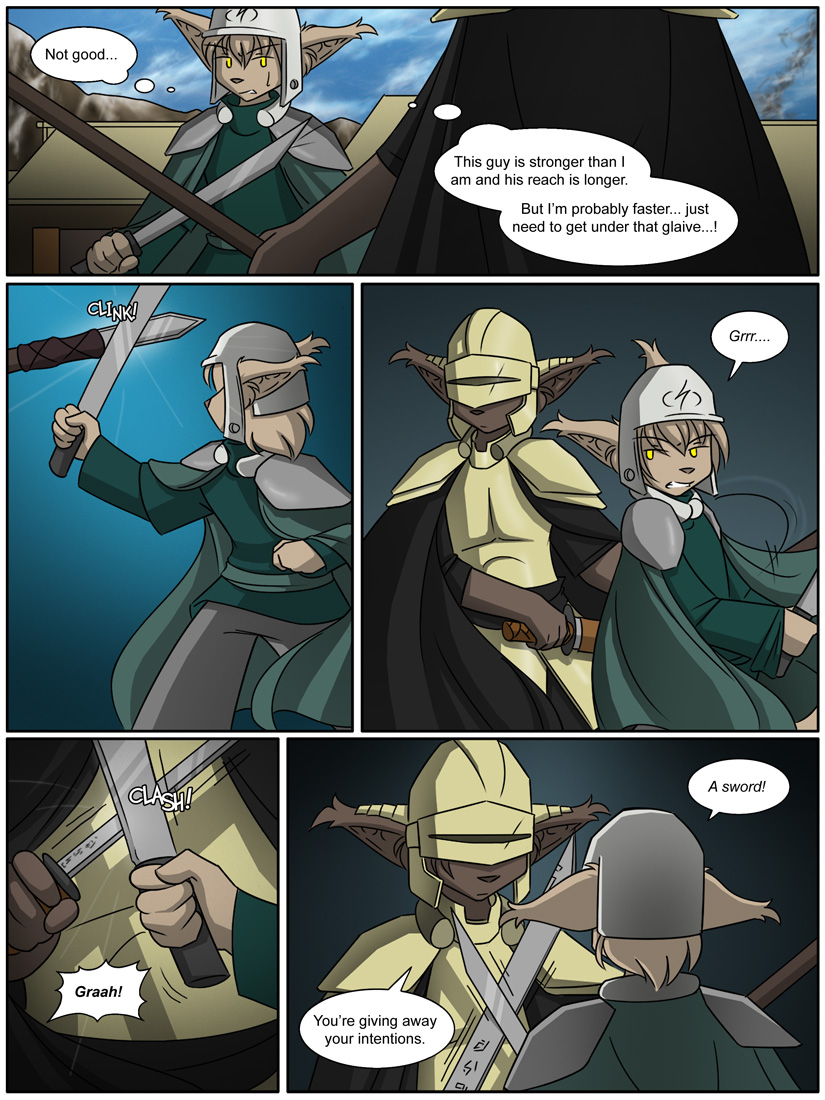 Not good...
This guy is stronger than I
am and his reach is longer.
But I'm probably faster... just
need to get under that glaive...!
CLINK!
Grrr....
CLASH!
Graah!
A sword!
You're giving away
your intentions.